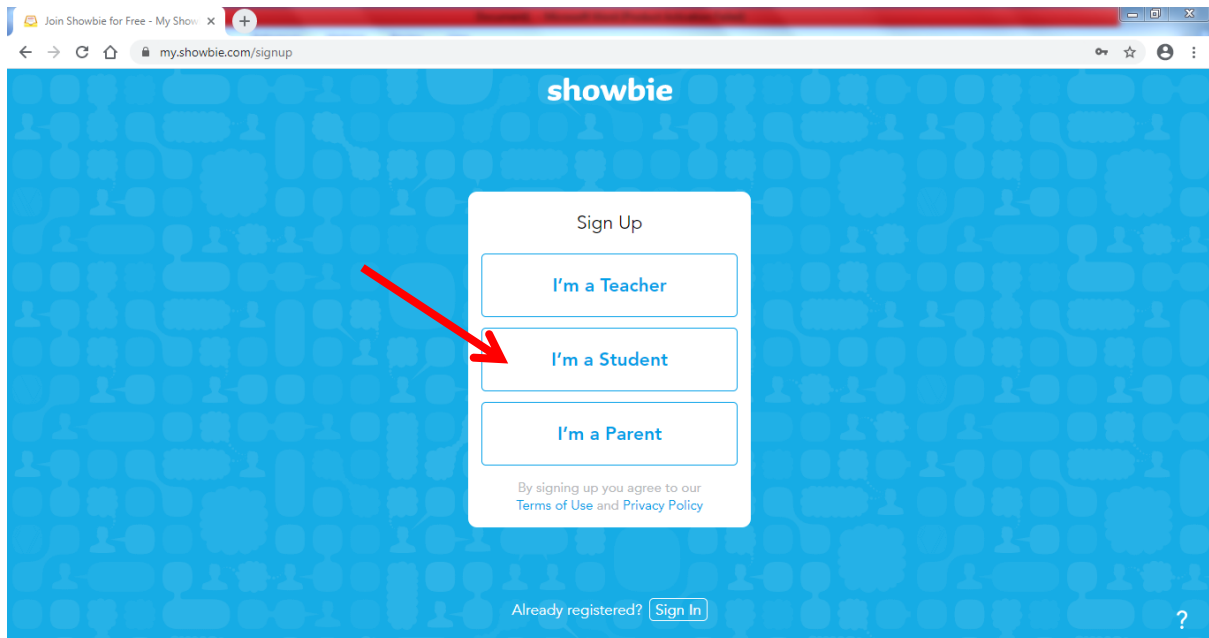 Join Showbie for Free - My Show
my.showbie.com/signup
showbie
Sign Up
I'm a Teacher
I'm a Student
I'm a Parent
By signing up you agree to our
Terms of Use and Privacy Policy
Already registered? Sign In
?